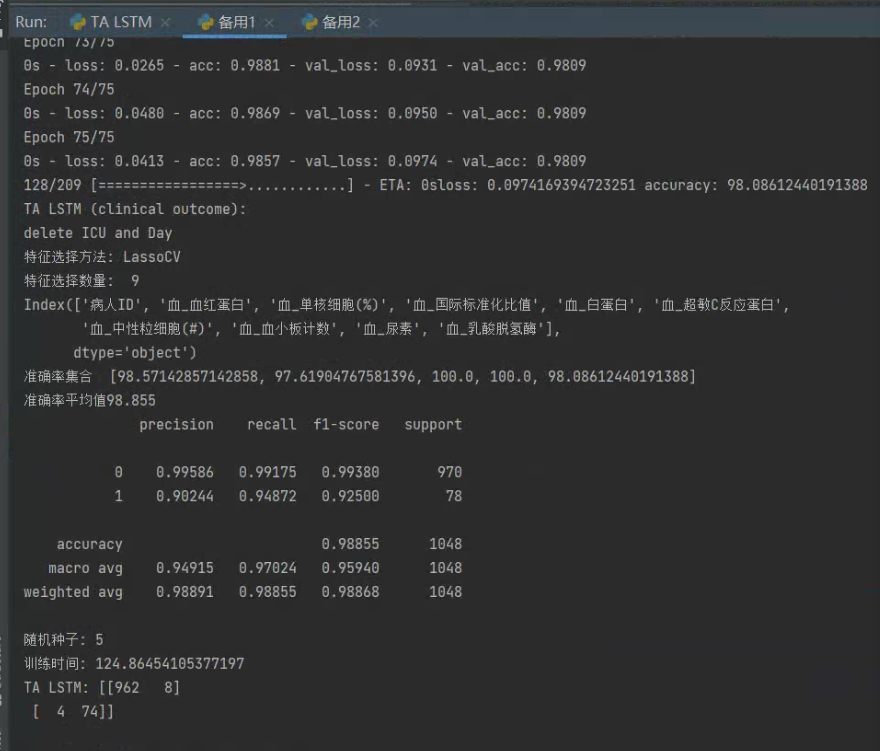 Run: TA LSTM × 备用1 × 备用2 ×
Epoch 73/75
0s - loss: 0.0265 - acc: 0.9881 - val_loss: 0.0931 - val_acc: 0.9809
Epoch 74/75
0s - loss: 0.0480 - acc: 0.9869 - val_loss: 0.0950 - val_acc: 0.9809
Epoch 75/75
0s - loss: 0.0413 - acc: 0.9857 - val_loss: 0.0974 - val_acc: 0.9809
128/209 [=================>............] - ETA: 0sloss: 0.0974169394723251 accuracy: 98.08612440191388
TA LSTM (clinical outcome):
delete ICU and Day
特征选择方法: LassoCV
特征选择数量:  9
Index(['病人ID', '血_血红蛋白', '血_单核细胞(%)', '血_国际标准化比值', '血_白蛋白', '血_超敏C反应蛋白',
'血_中性粒细胞(#)', '血_血小板计数', '血_尿素', '血_乳酸脱氢酶'],
dtype='object')
准确率集合  [98.57142857142858, 97.61904767581396, 100.0, 100.0, 98.08612440191388]
准确率平均值98.855
precision    recall  f1-score   support
0    0.99586   0.99175   0.99380       970
1    0.90244   0.94872   0.92500        78
accuracy                        0.98855      1048
macro avg    0.94915   0.97024   0.95940      1048
weighted avg    0.98891   0.98855   0.98868      1048
随机种子: 5
训练时间: 124.86454105377197
TA LSTM: [[962   8]
[  4  74]]